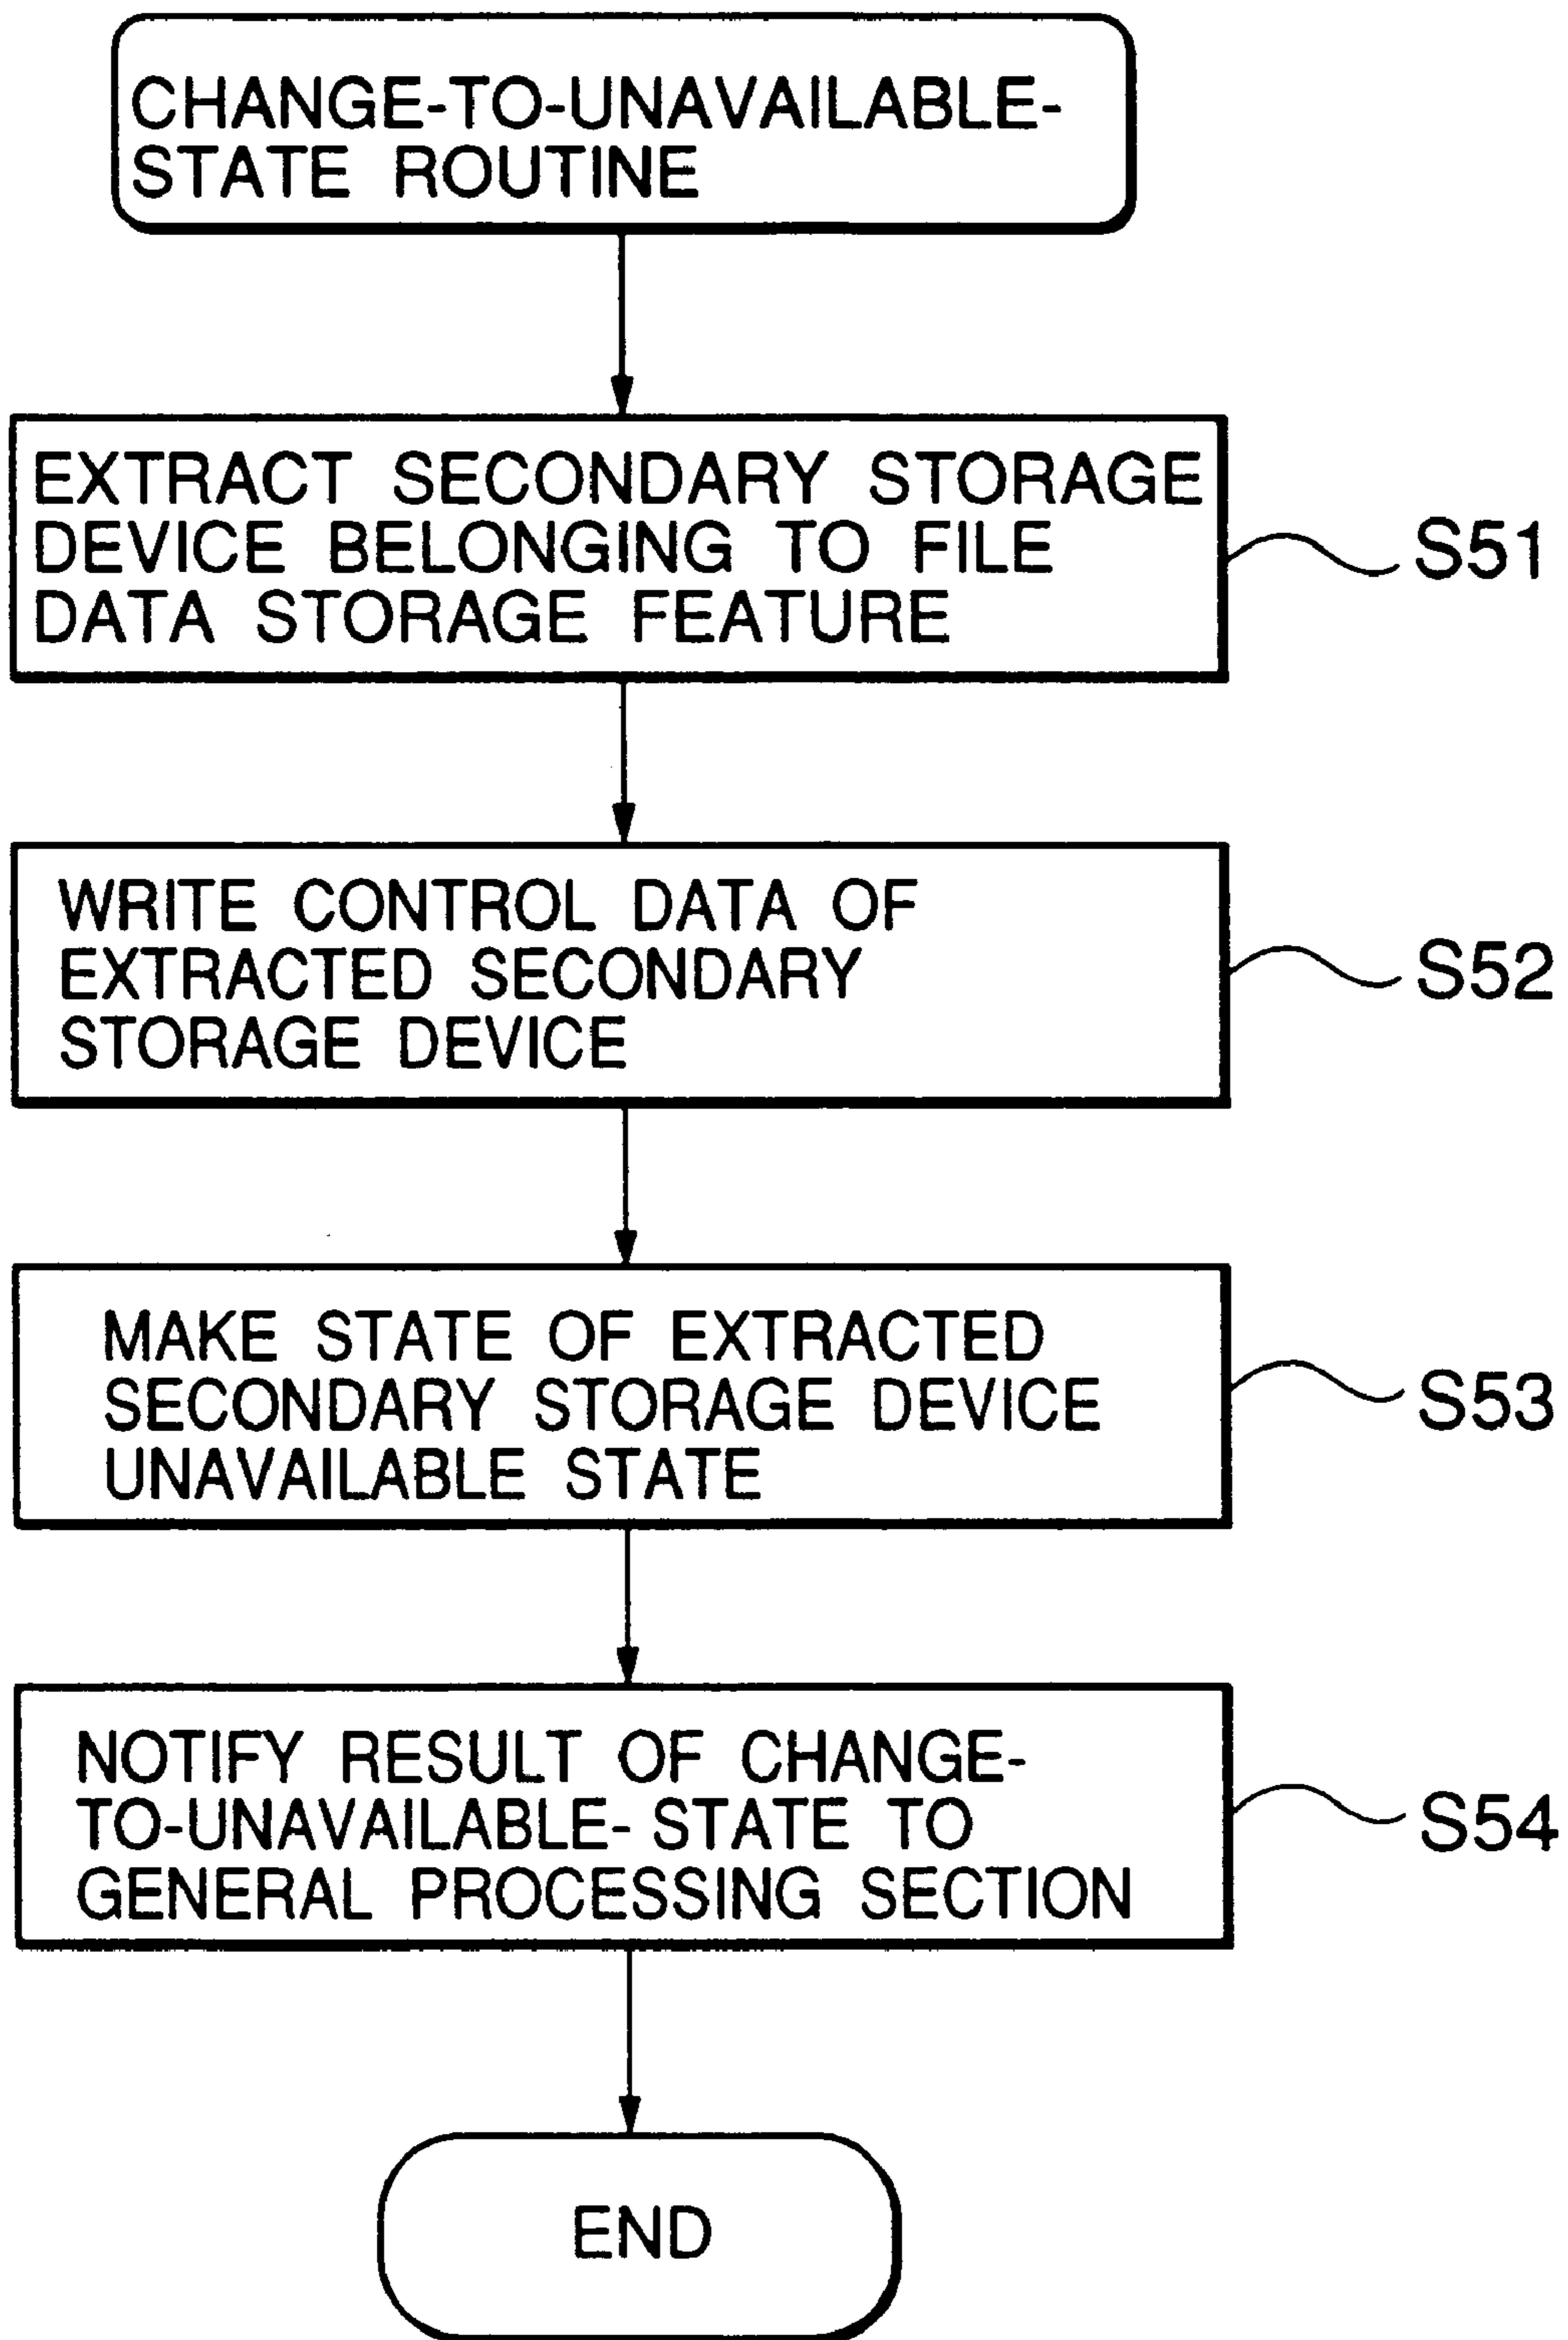 CHANGE-TO-UNAVAILABLE-
STATE ROUTINE
EXTRACT SECONDARY STORAGE
DEVICE BELONGING TO FILE
DATA STORAGE FEATURE
S51
WRITE CONTROL DATA OF
EXTRACTED SECONDARY
STORAGE DEVICE
S52
MAKE STATE OF EXTRACTED
SECONDARY STORAGE DEVICE
UNAVAILABLE STATE
S53
NOTIFY RESULT OF CHANGE-
TO-UNAVAILABLE- STATE TO
GENERAL PROCESSING SECTION
S54
END